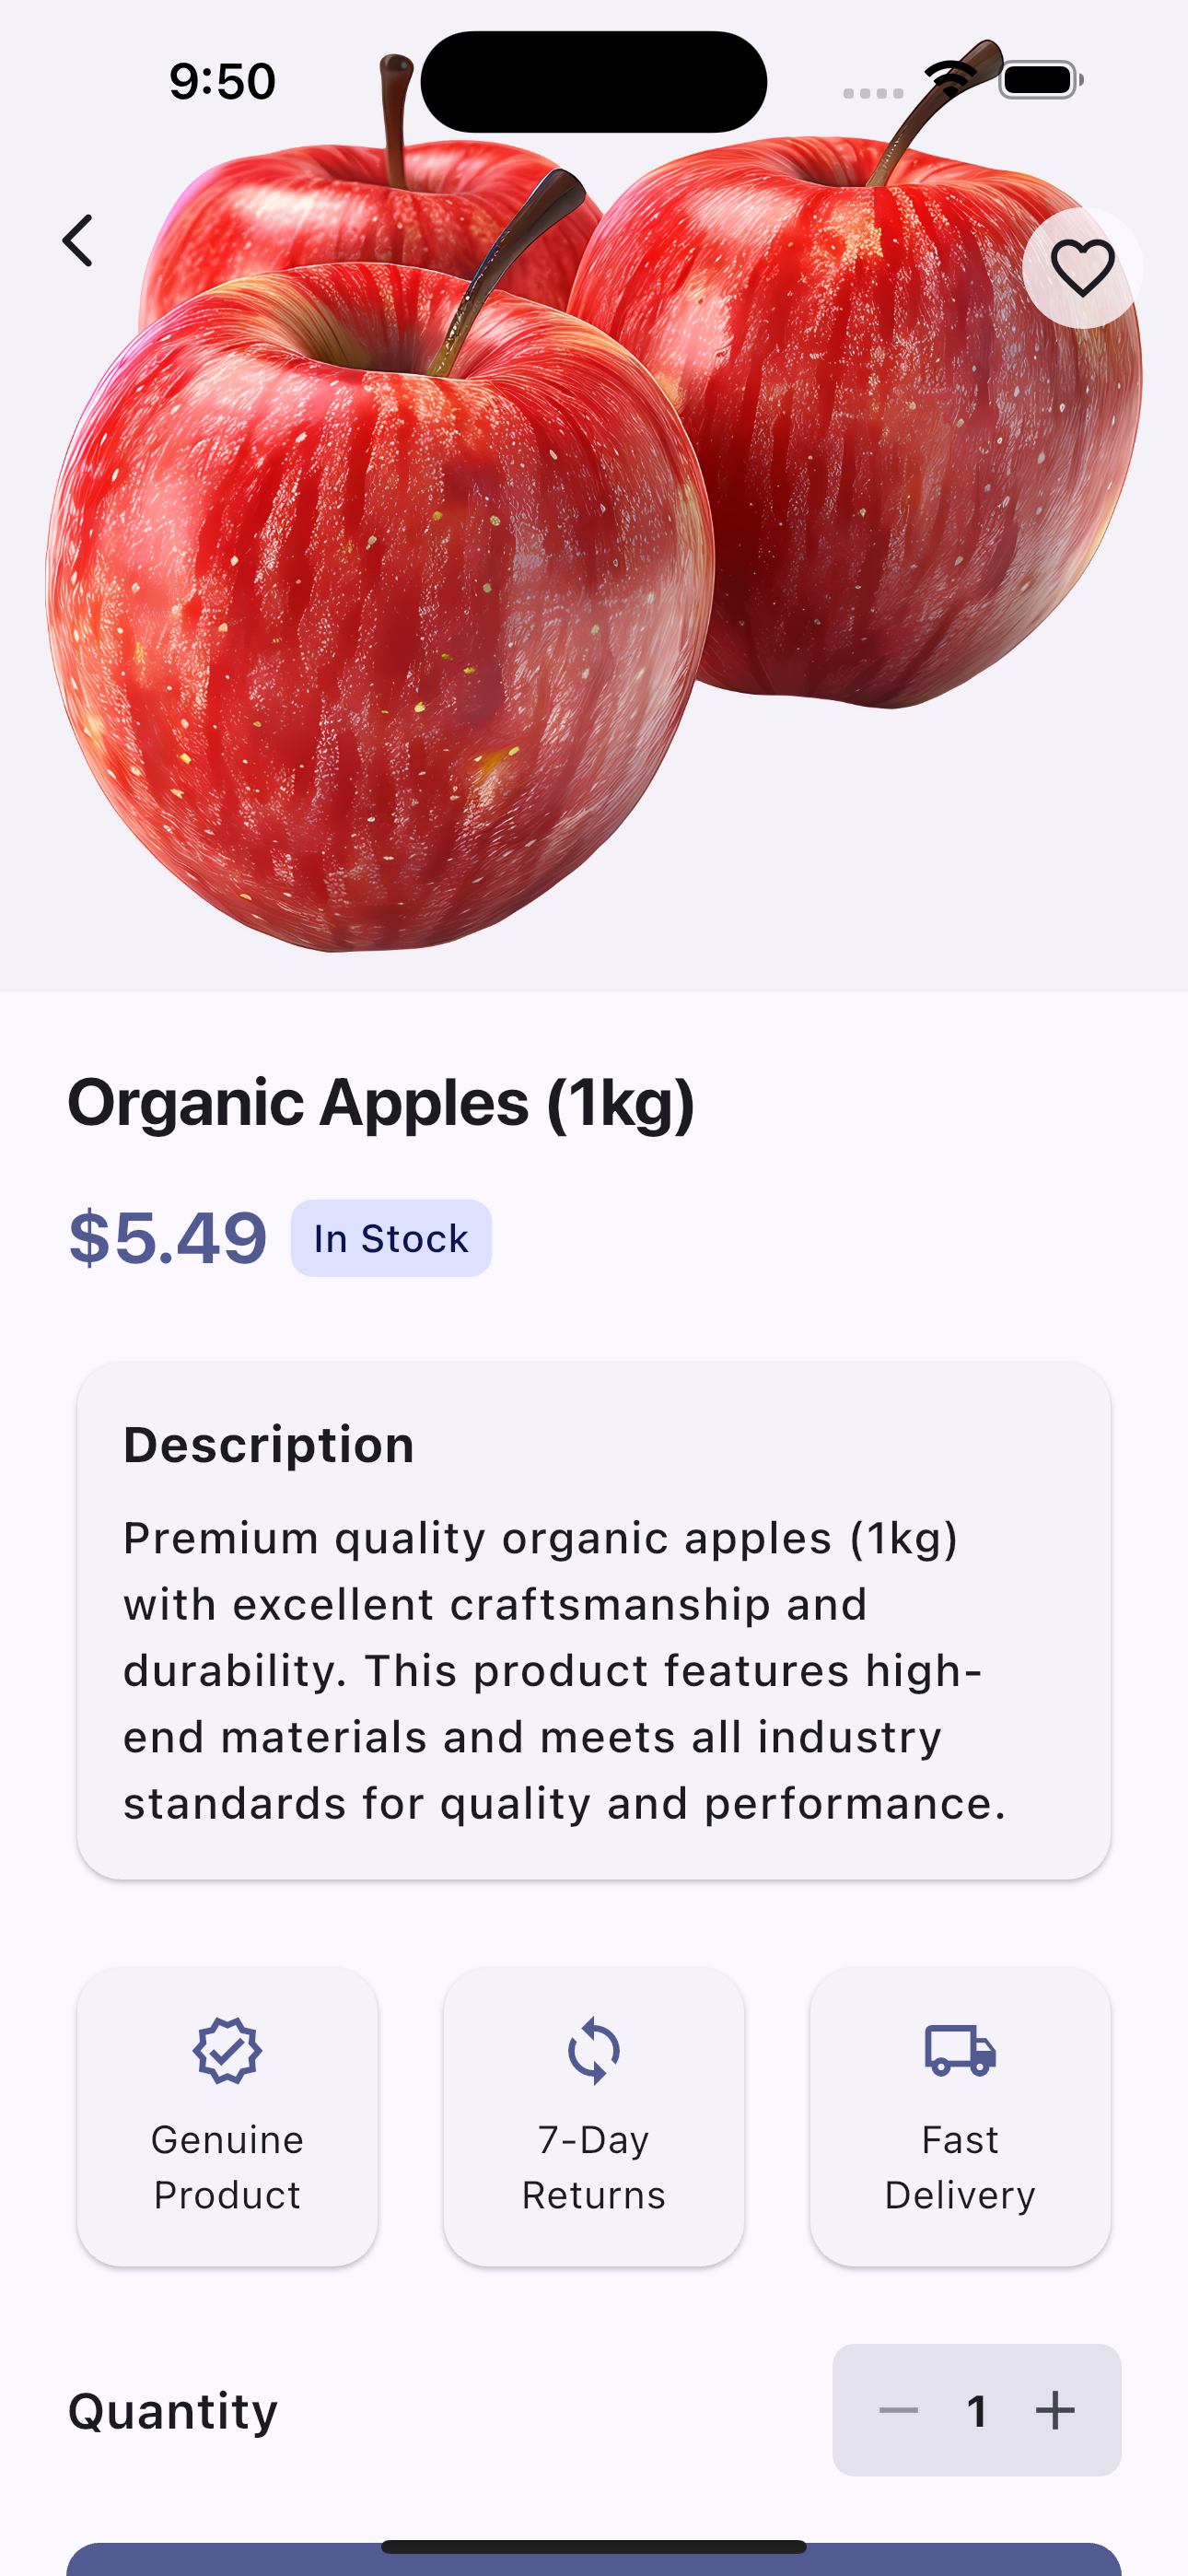 9:50
Organic Apples (1kg)
$5.49 In Stock
Description
Premium quality organic apples (1kg)
with excellent craftsmanship and
durability. This product features high-
end materials and meets all industry
standards for quality and performance.
Genuine
Product
7-Day
Returns
Fast
Delivery
Quantity
1